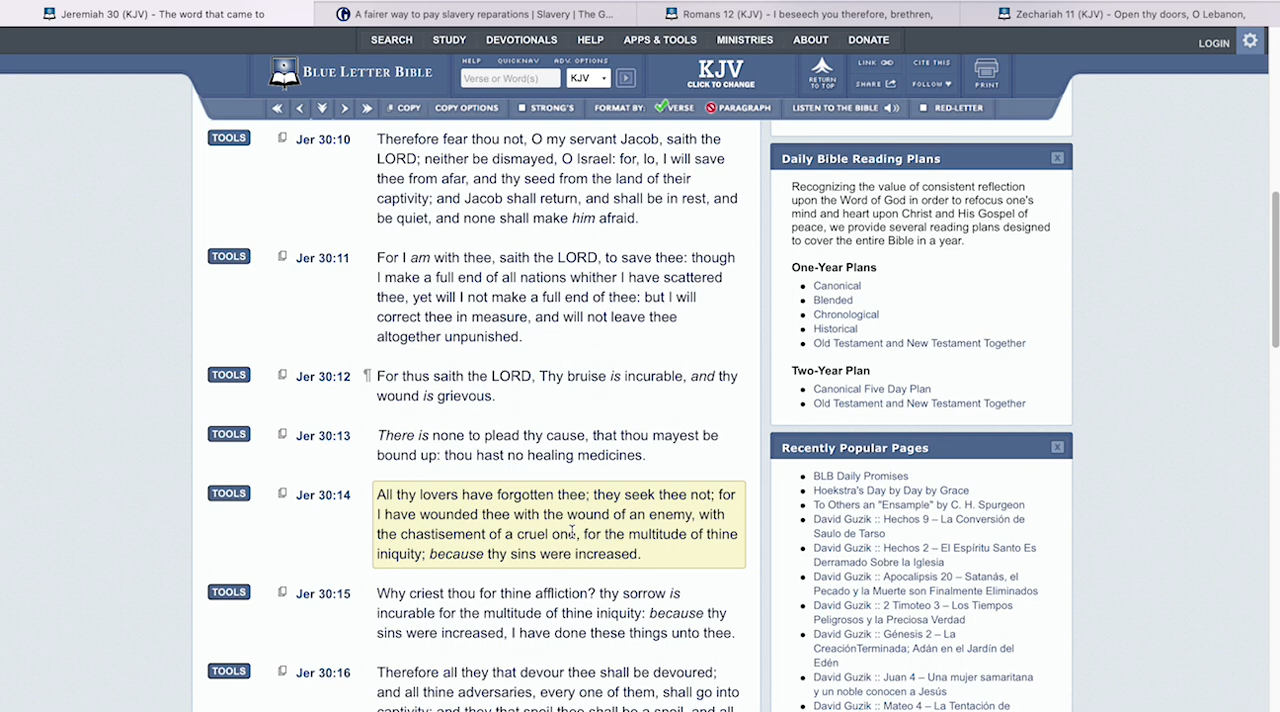 Jeremiah 30 (KJV) - The word that came to
A fairer way to pay slavery reparations | Slavery | The G...
Romans 12 (KJV) - I beseech you therefore, brethren,
Zechariah 11 (KJV) - Open thy doors, O Lebanon,
SEARCH STUDY DEVOTIONALS HELP APPS & TOOLS MINISTRIES ABOUT DONATE
LOGIN
BLUE LETTER BIBLE
HELP QUICKNAV ADV. OPTIONS
Verse or Word(s) KJV
KJV
CLICK TO CHANGE
RETURN
TO TOP
LINK CITE THIS
SHARE FOLLOW
PRINT
COPY COPY OPTIONS STRONG'S FORMAT BY: VERSE PARAGRAPH LISTEN TO THE BIBLE RED-LETTER
TOOLS Jer 30:10 Therefore fear thou not, O my servant Jacob, saith the
LORD; neither be dismayed, O Israel: for, lo, I will save
thee from afar, and thy seed from the land of their
captivity; and Jacob shall return, and shall be in rest, and
be quiet, and none shall make him afraid.
TOOLS Jer 30:11 For I am with thee, saith the LORD, to save thee: though
I make a full end of all nations whither I have scattered
thee, yet will I not make a full end of thee: but I will
correct thee in measure, and will not leave thee
altogether unpunished.
TOOLS Jer 30:12 ¶ For thus saith the LORD, Thy bruise is incurable, and thy
wound is grievous.
TOOLS Jer 30:13 There is none to plead thy cause, that thou mayest be
bound up: thou hast no healing medicines.
TOOLS Jer 30:14 All thy lovers have forgotten thee; they seek thee not; for
I have wounded thee with the wound of an enemy, with
the chastisement of a cruel one, for the multitude of thine
iniquity; because thy sins were increased.
TOOLS Jer 30:15 Why criest thou for thine affliction? thy sorrow is
incurable for the multitude of thine iniquity: because thy
sins were increased, I have done these things unto thee.
TOOLS Jer 30:16 Therefore all they that devour thee shall be devoured;
and all thine adversaries, every one of them, shall go into
captivity; and they that spoil thee shall be a spoil, and all
Daily Bible Reading Plans
Recognizing the value of consistent reflection
upon the Word of God in order to refocus one's
mind and heart upon Christ and His Gospel of
peace, we provide several reading plans designed
to cover the entire Bible in a year.
One-Year Plans
Canonical
Blended
Chronological
Historical
Old Testament and New Testament Together
Two-Year Plan
Canonical Five Day Plan
Old Testament and New Testament Together
Recently Popular Pages
BLB Daily Promises
Hoekstra's Day by Day by Grace
To Others an "Ensample" by C. H. Spurgeon
David Guzik :: Hechos 9 – La Conversión de
Saulo de Tarso
David Guzik :: Hechos 2 – El Espíritu Santo Es
Derramado Sobre la Iglesia
David Guzik :: Apocalipsis 20 – Satanás, el
Pecado y la Muerte son Finalmente Eliminados
David Guzik :: 2 Timoteo 3 – Los Tiempos
Peligrosos y la Preciosa Verdad
David Guzik :: Génesis 2 – La
CreaciónTerminada; Adán en el Jardín del
Edén
David Guzik :: Juan 4 – Una mujer samaritana
y un noble conocen a Jesús
David Guzik :: Mateo 4 – La Tentación de